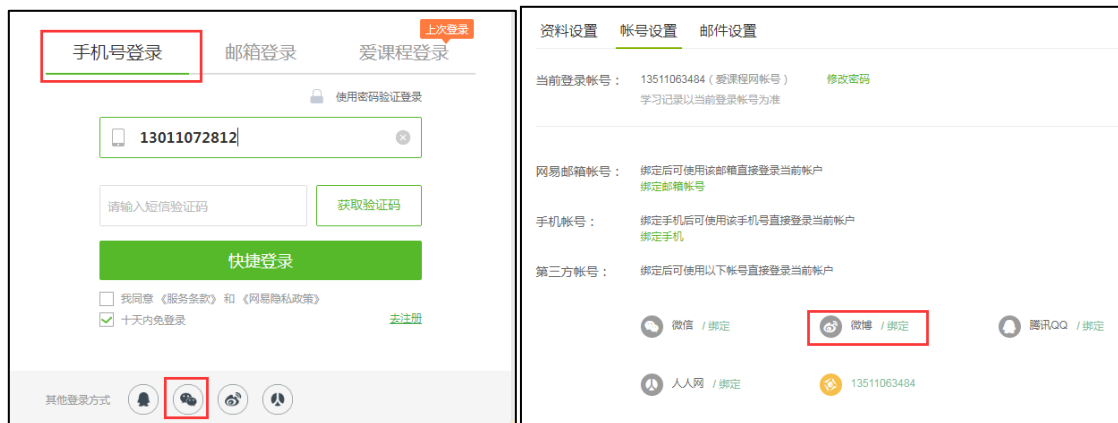 上次登录
手机号登录 邮箱登录 爱课程登录
使用密码验证登录
13011072812
请输入短信验证码 获取验证码
快捷登录
我同意 《服务条款》 和 《网易隐私政策》
十天内免登录 去注册
其他登录方式
资料设置 帐号设置 邮件设置
当前登录帐号： 13511063484 ( 爱课程网帐号 ) 修改密码
学习记录以当前登录帐号为准
网易邮箱帐号： 绑定后可使用该邮箱直接登录当前帐户
绑定邮箱帐号
手机帐号： 绑定手机后可使用该手机号直接登录当前帐户
绑定手机
第三方帐号： 绑定后可使用以下帐号直接登录当前帐户
微信 / 绑定 微博 / 绑定 腾讯QQ / 绑定
人人网 / 绑定 13511063484